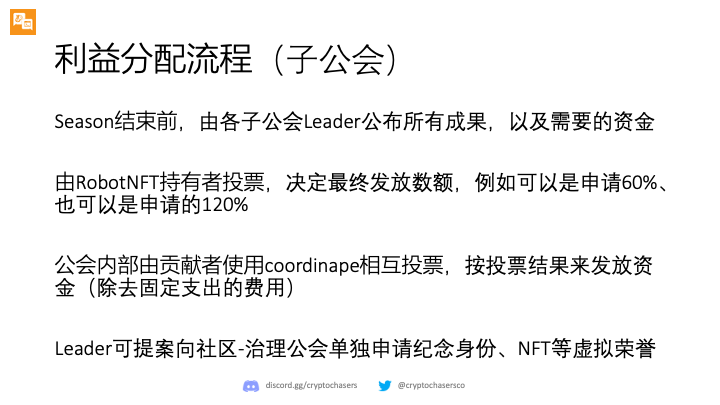 利益分配流程（子公会）
Season结束前，由各子公会Leader公布所有成果，以及需要的资金
由RobotNFT持有者投票，决定最终发放数额，例如可以是申请60%、
也可以是申请的120%
公会内部由贡献者使用coordinape相互投票，按投票结果来发放资
金（除去固定支出的费用）
Leader可提案向社区-治理公会单独申请纪念身份、NFT等虚拟荣誉
discord.gg/cryptochasers @cryptochasersco